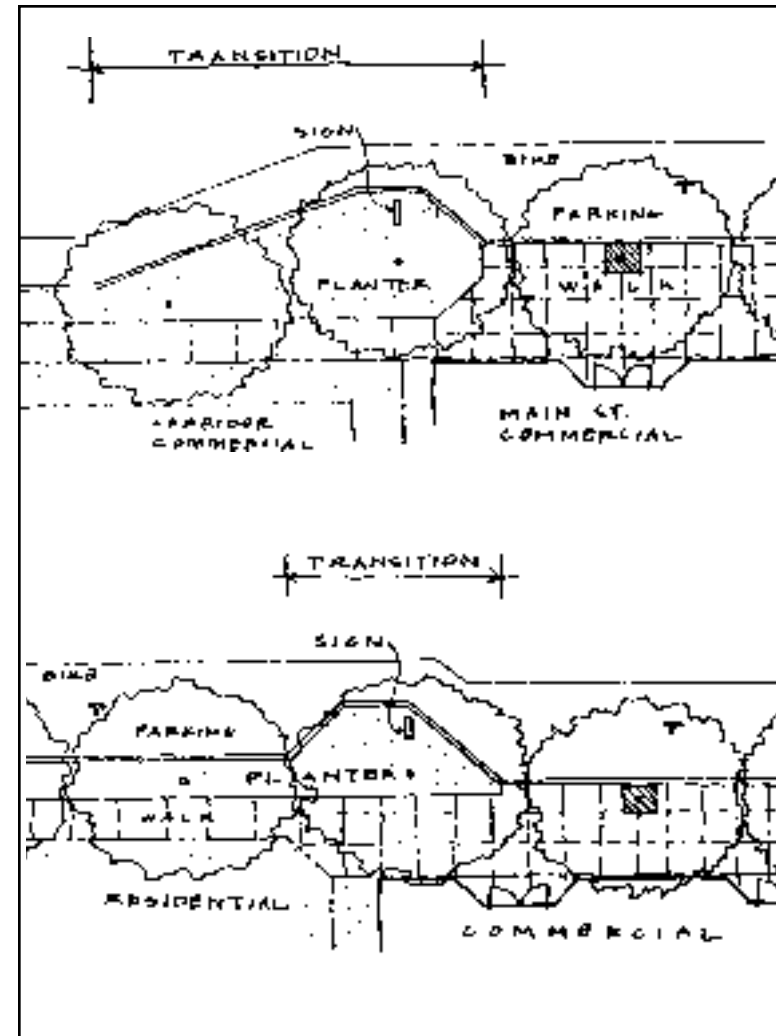 TRANSITION
SIGN
BIKE
PARKING
PLANTER
WALK
CORRIDOR
COMMERCIAL
MAIN ST.
COMMERCIAL
TRANSITION
SIGN
BIKE
PARKING
PLANTER
WALK
RESIDENTIAL
COMMERCIAL